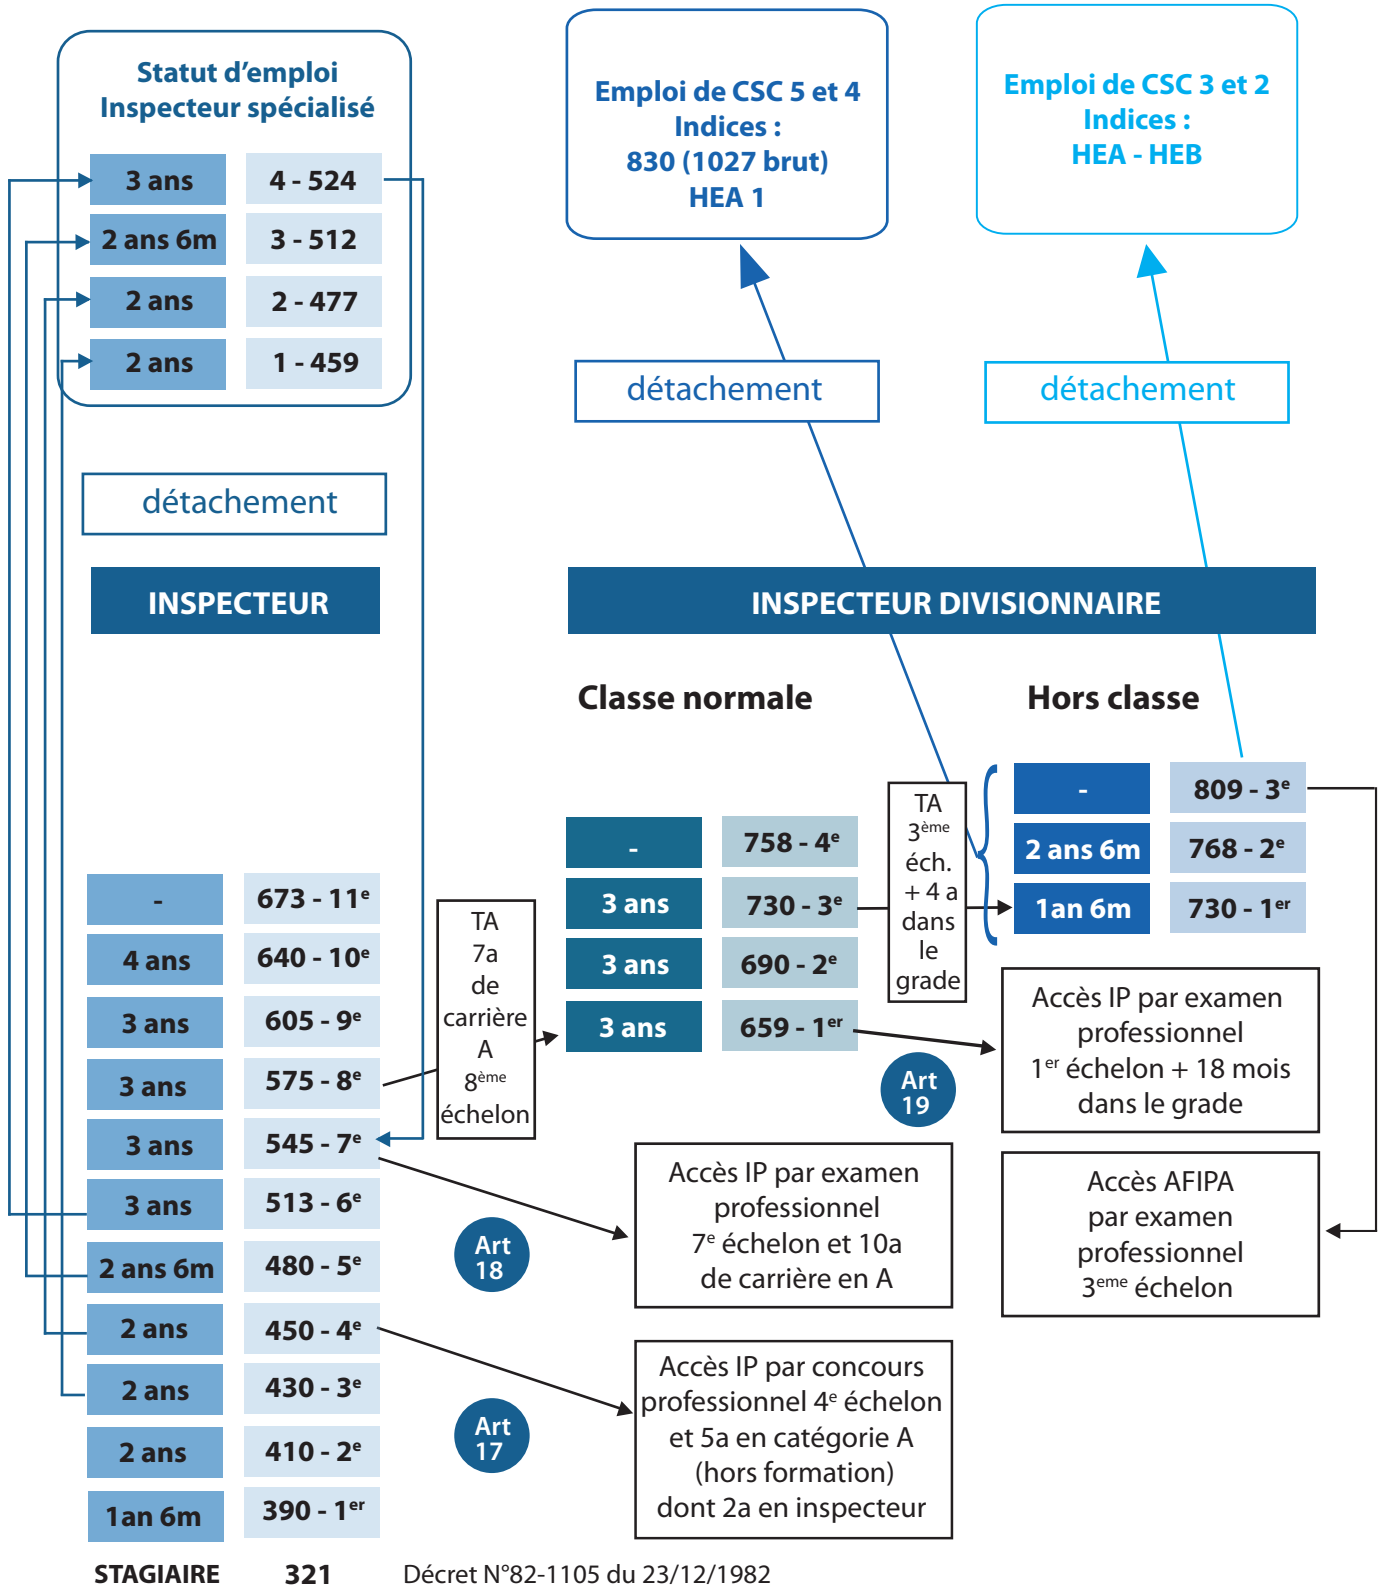 Statut d'emploi
Inspecteur spécialisé
3 ans 4 - 524
2 ans 6m 3 - 512
2 ans 2 - 477
2 ans 1 - 459
détachement
INSPECTEUR
Emploi de CSC 5 et 4
Indices :
830 (1027 brut)
HEA 1
détachement
Emploi de CSC 3 et 2
Indices :
HEA - HEB
détachement
INSPECTEUR DIVISIONNAIRE
Classe normale
Hors classe
- 673 - 11e
4 ans 640 - 10e
3 ans 605 - 9e
3 ans 575 - 8e
3 ans 545 - 7e
3 ans 513 - 6e
2 ans 6m 480 - 5e
2 ans 450 - 4e
2 ans 430 - 3e
2 ans 410 - 2e
1an 6m 390 - 1er
STAGIAIRE 321
TA
7a
de
carrière
A
8ème
échelon
- 758 - 4e
3 ans 730 - 3e
3 ans 690 - 2e
3 ans 659 - 1er
TA
3ème
éch.
+ 4 a
dans
le
grade
- 809 - 3e
2 ans 6m 768 - 2e
1an 6m 730 - 1er
Art
19
Accès IP par examen
professionnel
1er échelon + 18 mois
dans le grade
Art
18
Accès IP par examen
professionnel
7e échelon et 10a
de carrière en A
Accès AFIPA
par examen
professionnel
3eme échelon
Art
17
Accès IP par concours
professionnel 4e échelon
et 5a en catégorie A
(hors formation)
dont 2a en inspecteur
Décret N°82-1105 du 23/12/1982